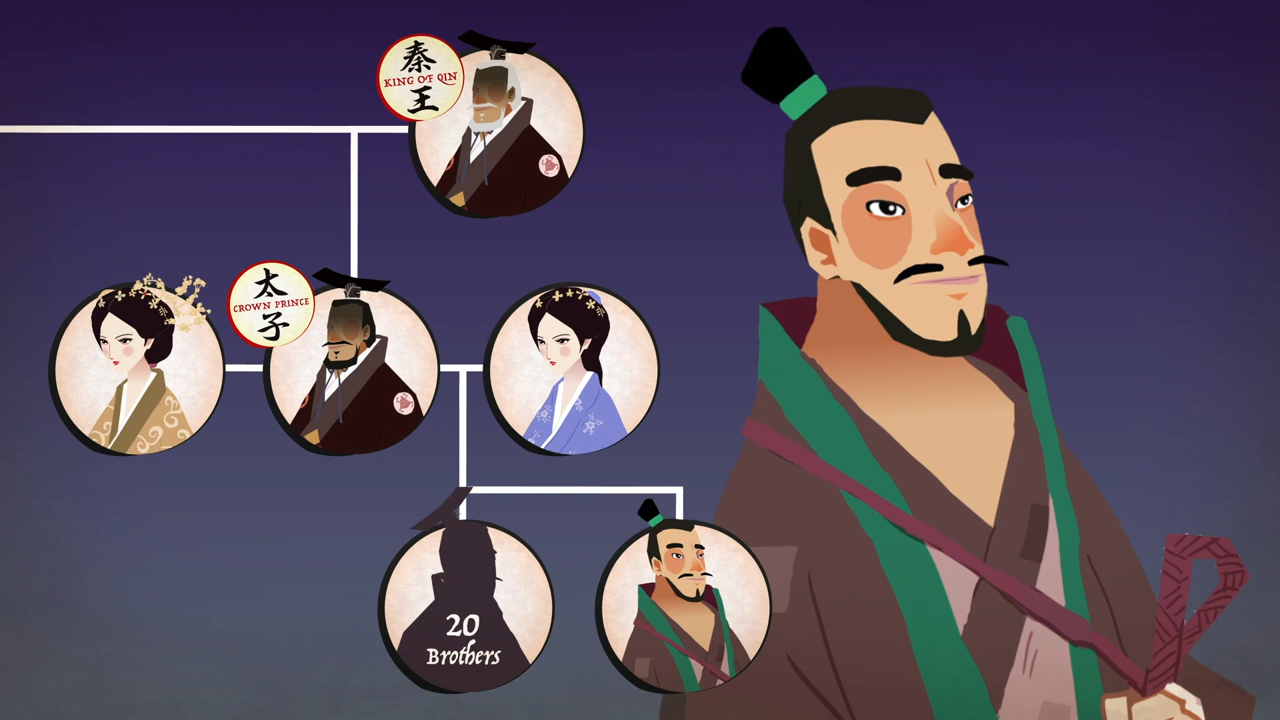 秦
KING OF QIN
王
太
CROWN PRINCE
子
20
Brothers